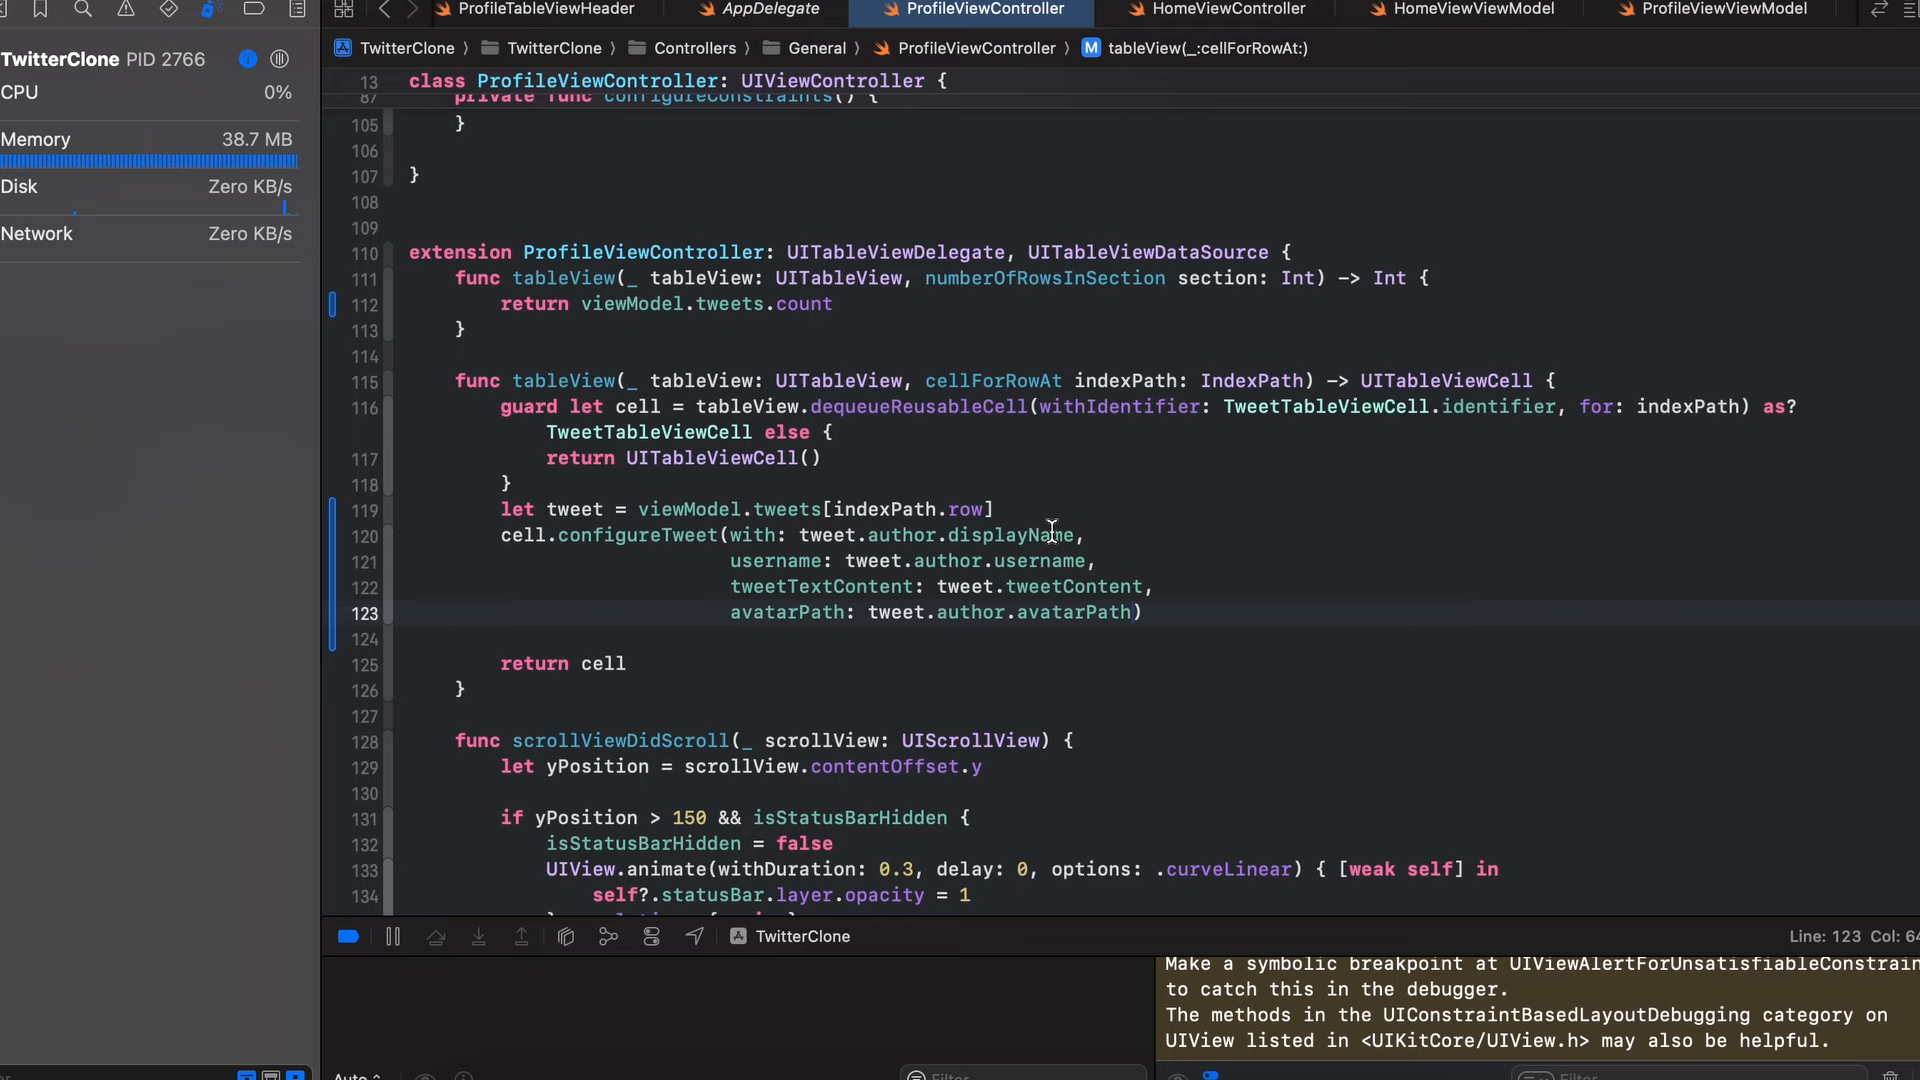 ProfileTableViewHeader
AppDelegate
ProfileViewController
HomeViewController
HomeViewViewModel
ProfileViewViewModel
TwitterClone PID 2766
CPU 0%
Memory 38.7 MB
Disk Zero KB/s
Network Zero KB/s
TwitterClone 〉 TwitterClone 〉 Controllers 〉 General 〉 ProfileViewController 〉 M tableView(_:cellForRowAt:)
13 class ProfileViewController: UIViewController {
87 private func configureConstraints() {
105 }
106
107 }
108
109
110 extension ProfileViewController: UITableViewDelegate, UITableViewDataSource {
111 func tableView(_ tableView: UITableView, numberOfRowsInSection section: Int) -> Int {
112 return viewModel.tweets.count
113 }
114
115 func tableView(_ tableView: UITableView, cellForRowAt indexPath: IndexPath) -> UITableViewCell {
116 guard let cell = tableView.dequeueReusableCell(withIdentifier: TweetTableViewCell.identifier, for: indexPath) as?
TweetTableViewCell else {
117 return UITableViewCell()
118 }
119 let tweet = viewModel.tweets[indexPath.row]
120 cell.configureTweet(with: tweet.author.displayName,
121 username: tweet.author.username,
122 tweetTextContent: tweet.tweetContent,
123 avatarPath: tweet.author.avatarPath)
124
125 return cell
126 }
127
128 func scrollViewDidScroll(_ scrollView: UIScrollView) {
129 let yPosition = scrollView.contentOffset.y
130
131 if yPosition > 150 && isStatusBarHidden {
132 isStatusBarHidden = false
133 UIView.animate(withDuration: 0.3, delay: 0, options: .curveLinear) { [weak self] in
134 self?.statusBar.layer.opacity = 1
TwitterClone
Line: 123 Col: 64
Make a symbolic breakpoint at UIViewAlertForUnsatisfiableConstrain
to catch this in the debugger.
The methods in the UIConstraintBasedLayoutDebugging category on
UIView listed in <UIKitCore/UIView.h> may also be helpful.
Auto
Filter
Filter